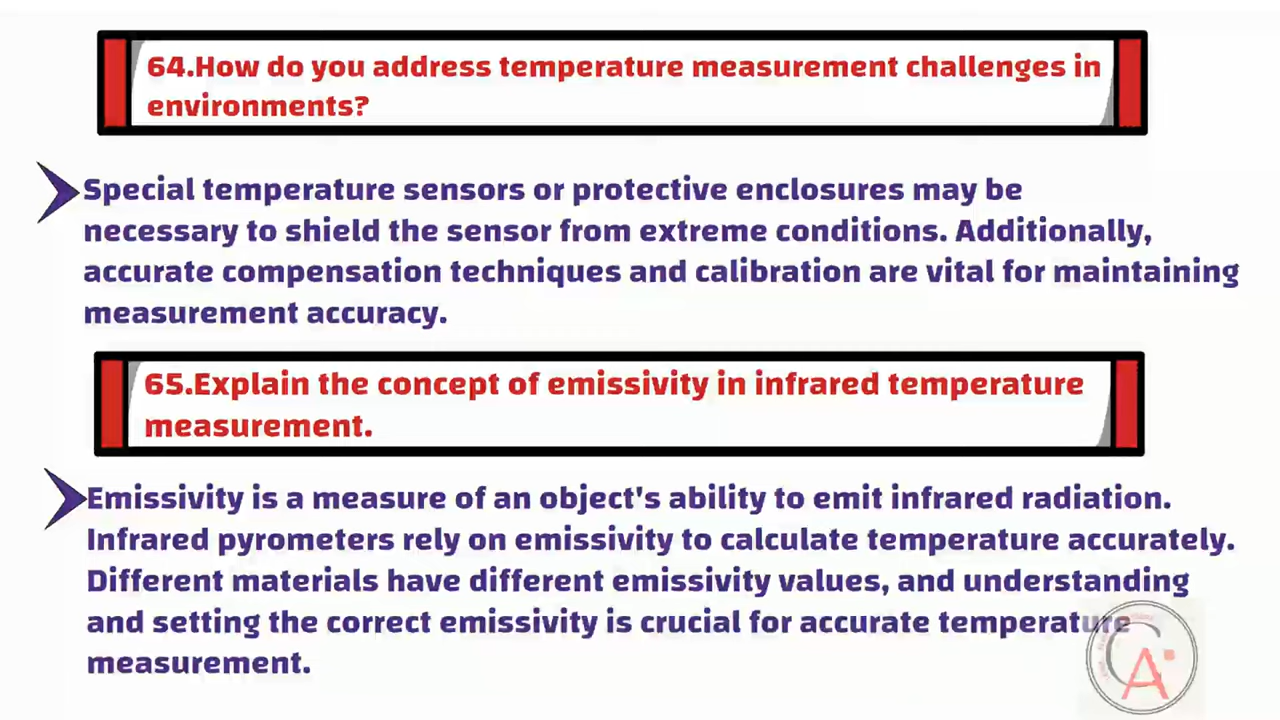 64.How do you address temperature measurement challenges in
environments?
Special temperature sensors or protective enclosures may be
necessary to shield the sensor from extreme conditions. Additionally,
accurate compensation techniques and calibration are vital for maintaining
measurement accuracy.
65.Explain the concept of emissivity in infrared temperature
measurement.
Emissivity is a measure of an object's ability to emit infrared radiation.
Infrared pyrometers rely on emissivity to calculate temperature accurately.
Different materials have different emissivity values, and understanding
and setting the correct emissivity is crucial for accurate temperature
measurement.
CA